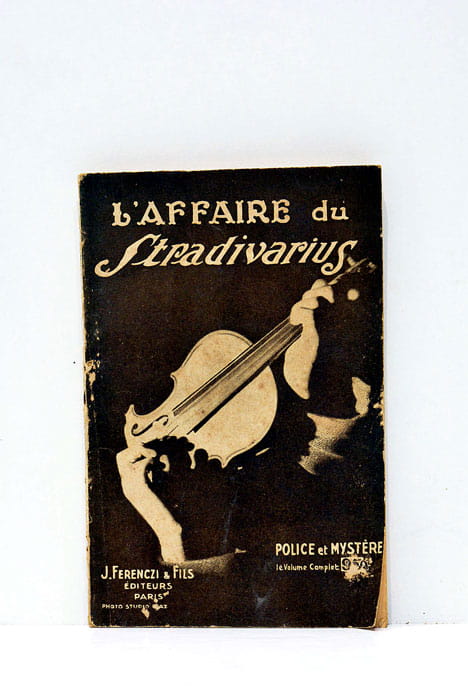 L'AFFAIRE du
Stradivarius
POLICE et MYSTÈRE
le Volume Complet
J. FERENCZI & FILS
ÉDITEURS
PARIS
PHOTO STUDIO